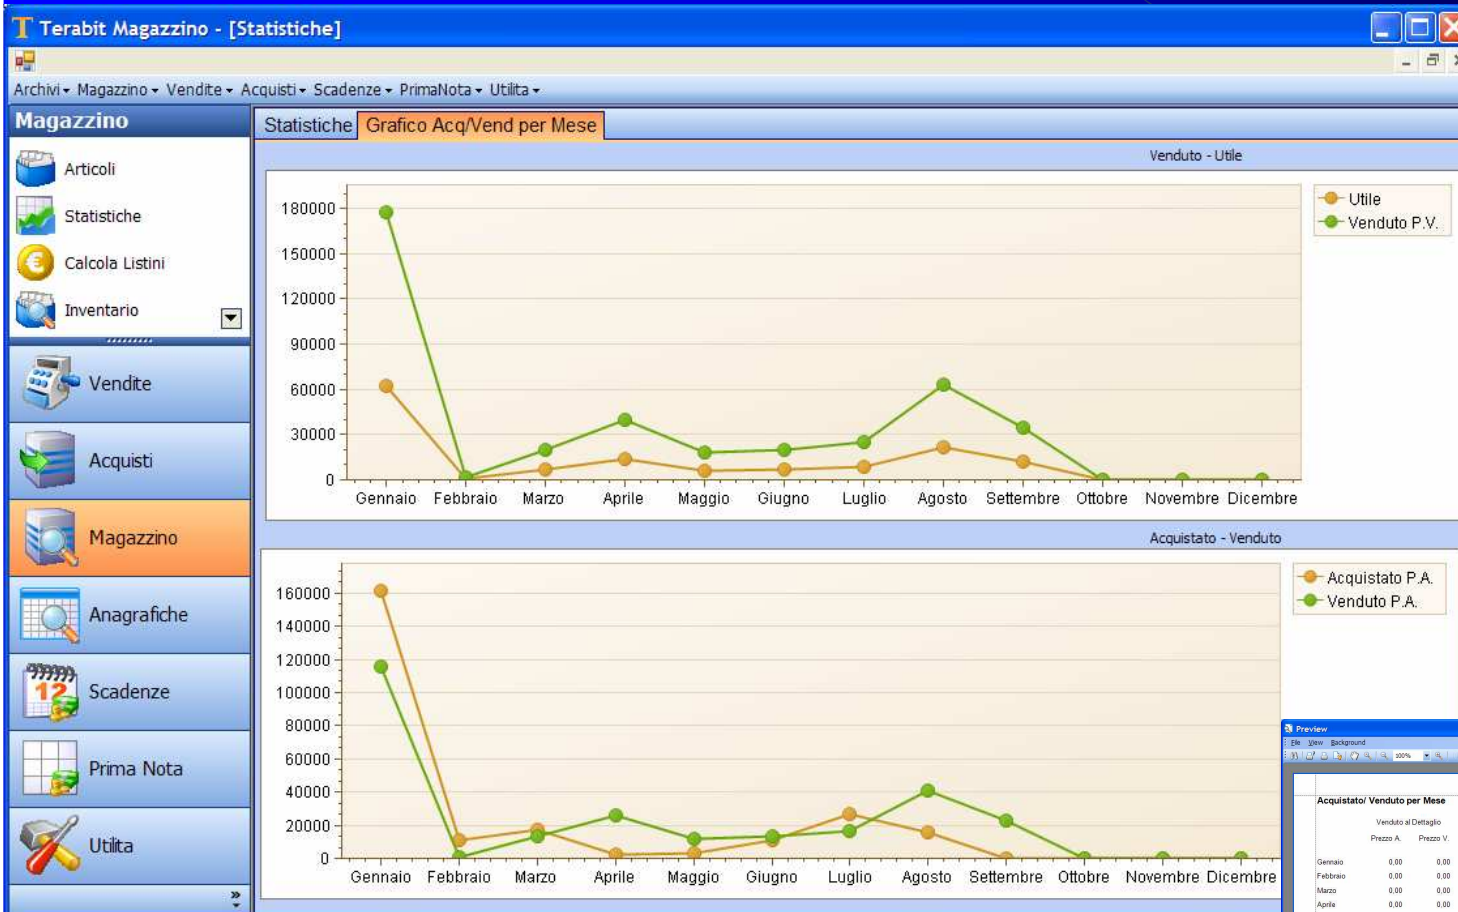 T Terabit Magazzino - [Statistiche]
Archivi Magazzino Vendite Acquisti Scadenze PrimaNota Utilita
Magazzino
Articoli
Statistiche
Calcola Listini
Inventario
Vendite
Acquisti
Magazzino
Anagrafiche
12
Scadenze
Prima Nota
Utilita
Statistiche Grafico Acq/Vend per Mese
Venduto - Utile
180000
150000
120000
90000
60000
30000
0
Gennaio Febbraio Marzo Aprile Maggio Giugno Luglio Agosto Settembre Ottobre Novembre Dicembre
Utile
Venduto P.V.
Acquistato - Venduto
160000
140000
120000
100000
80000
60000
40000
20000
0
Gennaio Febbraio Marzo Aprile Maggio Giugno Luglio Agosto Settembre Ottobre Novembre Dicembre
Acquistato P.A.
Venduto P.A.
Preview
File View Background
100%
Acquistato/ Venduto per Mese
Venduto al Dettaglio
Prezzo A. Prezzo V.
Gennaio 0,00 0,00
Febbraio 0,00 0,00
Marzo 0,00 0,00
Aprile 0,00 0,00